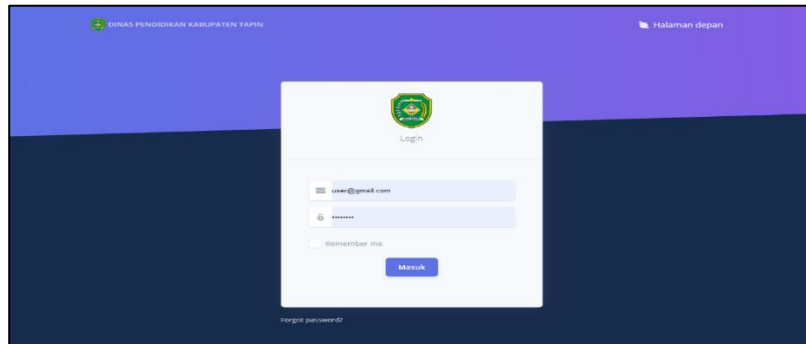 DINAS PENDIDIKAN KABUPATEN TAPIN
Halaman depan
Login
user@gmail.com
••••••••
Remember me
Masuk
Forgot password?